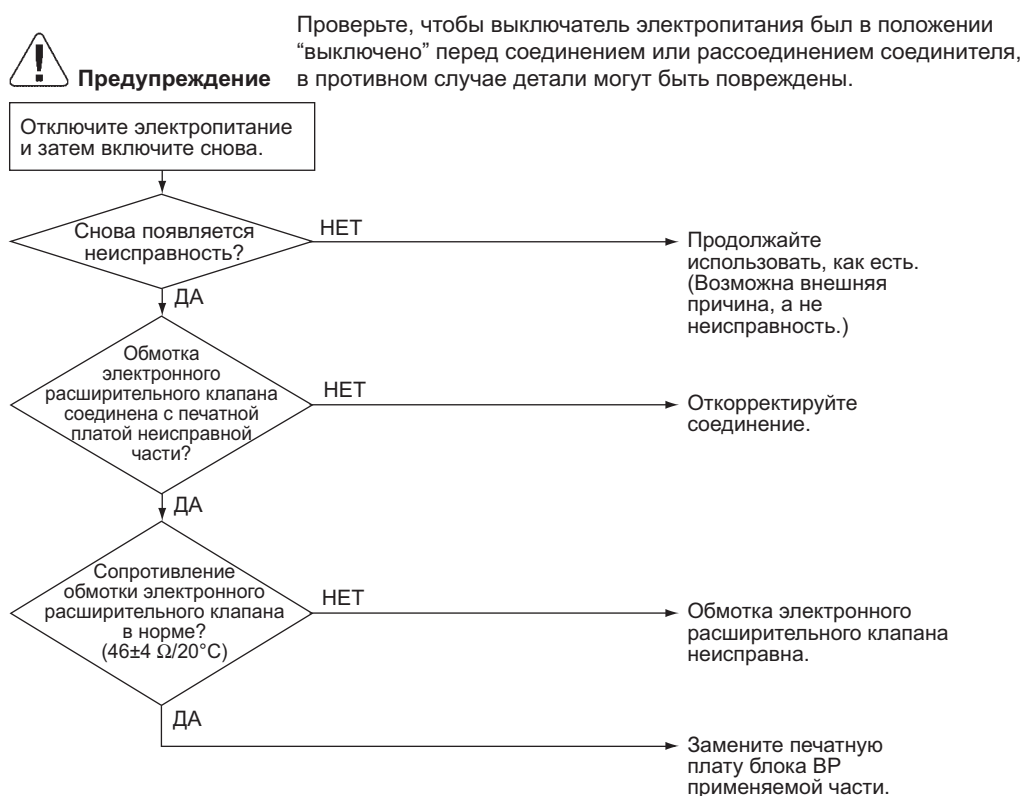 Проверьте, чтобы выключатель электропитания был в положении
“выключено” перед соединением или рассоединением соединителя,
Предупреждение
в противном случае детали могут быть повреждены.
Отключите электропитание
и затем включите снова.
Снова появляется
неисправность?
НЕТ
Продолжайте
использовать, как есть.
(Возможна внешняя
причина, а не
неисправность.)
ДА
Обмотка
электронного
расширительного клапана
соединена с печатной
платой неисправной
части?
НЕТ
Откорректируйте
соединение.
ДА
Сопротивление
обмотки электронного
расширительного клапана
в норме?
(46±4 Ω/20°C)
НЕТ
Обмотка электронного
расширительного клапана
неисправна.
ДА
Замените печатную
плату блока ВР
применяемой части.